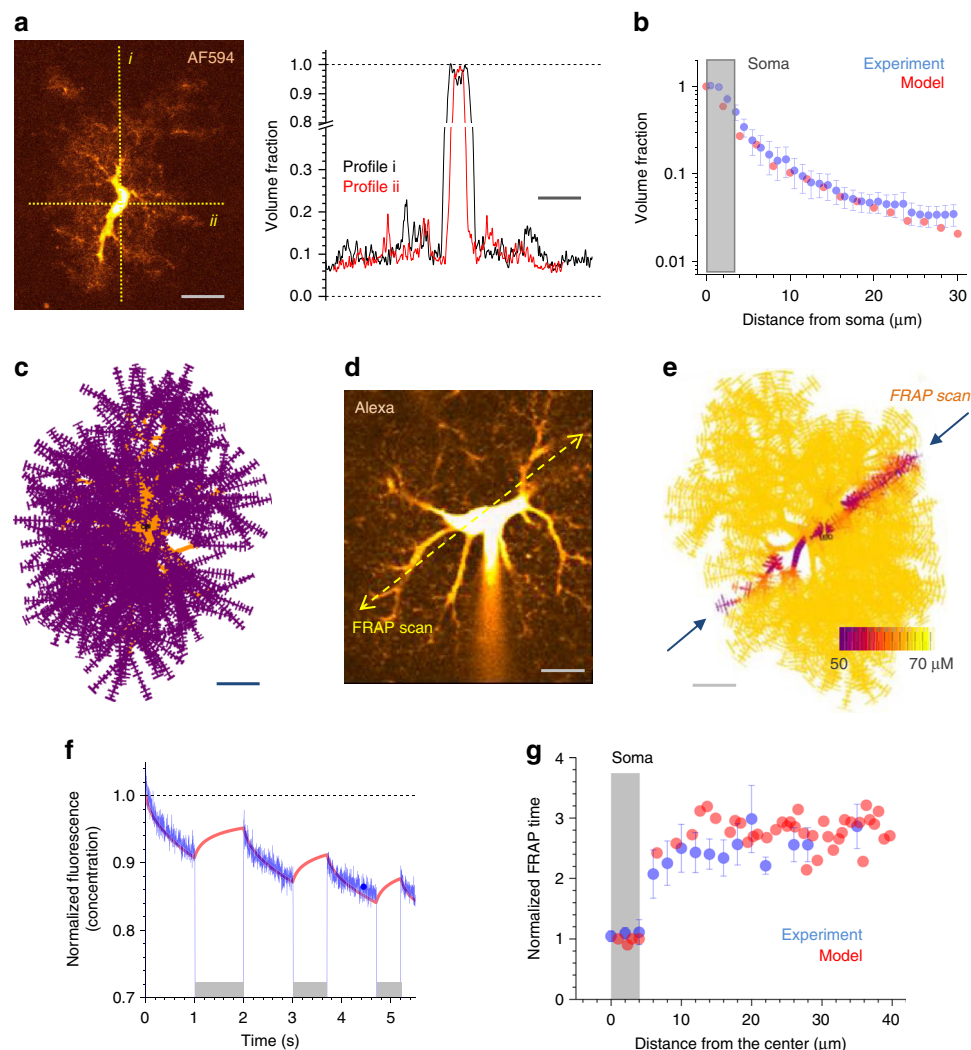 a
AF594
i
ii
Volume fraction
1.0
0.9
0.8
0.3
0.2
0.1
0.0
Profile i
Profile ii
b
Soma
Experiment
Model
Volume fraction
1
0.1
0.01
0 10 20 30
Distance from soma (μm)
c
d
Alexa
FRAP scan
e
FRAP scan
50 70 μM
f
Normalized fluorescence
(concentration)
1.0
0.9
0.8
0.7
0 1 2 3 4 5
Time (s)
g
Soma
Normalized FRAP time
4
3
2
1
0
Experiment
Model
0 10 20 30 40
Distance from the center (μm)